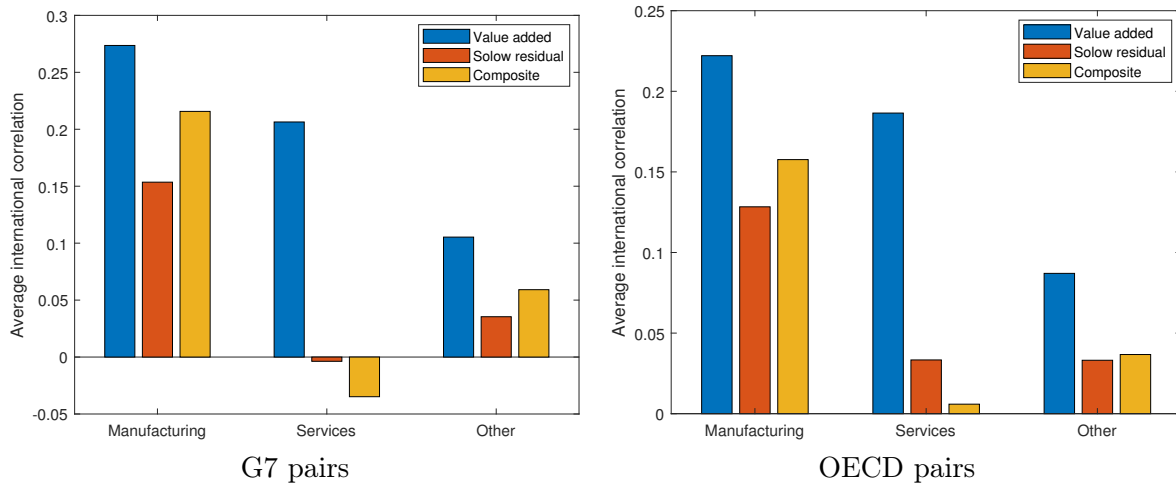 0.3
0.25
0.2
0.15
0.1
0.05
0
-0.05
Average international correlation
Value added
Solow residual
Composite
Manufacturing Services Other
G7 pairs
0.25
0.2
0.15
0.1
0.05
0
Average international correlation
Value added
Solow residual
Composite
Manufacturing Services Other
OECD pairs